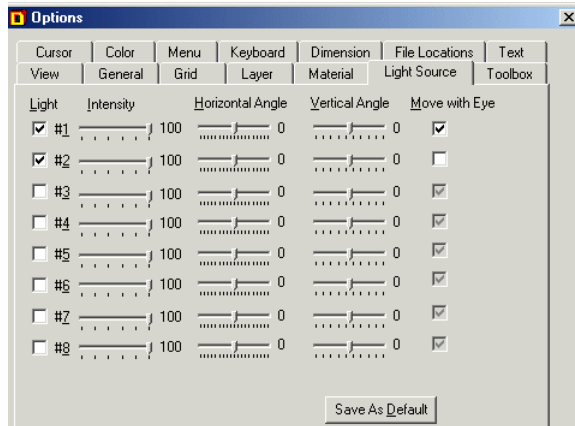 Options
Cursor Color Menu Keyboard Dimension File Locations Text
View General Grid Layer Material Light Source Toolbox
Light Intensity Horizontal Angle Vertical Angle Move with Eye
#1 100 0 0
#2 100 0 0
#3 100 0 0
#4 100 0 0
#5 100 0 0
#6 100 0 0
#7 100 0 0
#8 100 0 0
Save As Default